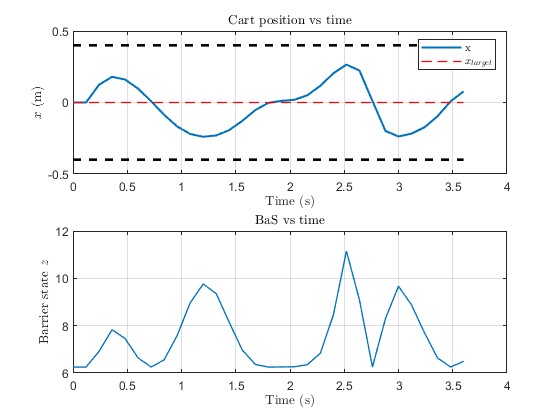 Cart position vs time
0.5
0
-0.5
x (m)
x
x_target
0 0.5 1 1.5 2 2.5 3 3.5 4
Time (s)
BaS vs time
12
10
8
6
Barrier state z
0 0.5 1 1.5 2 2.5 3 3.5 4
Time (s)